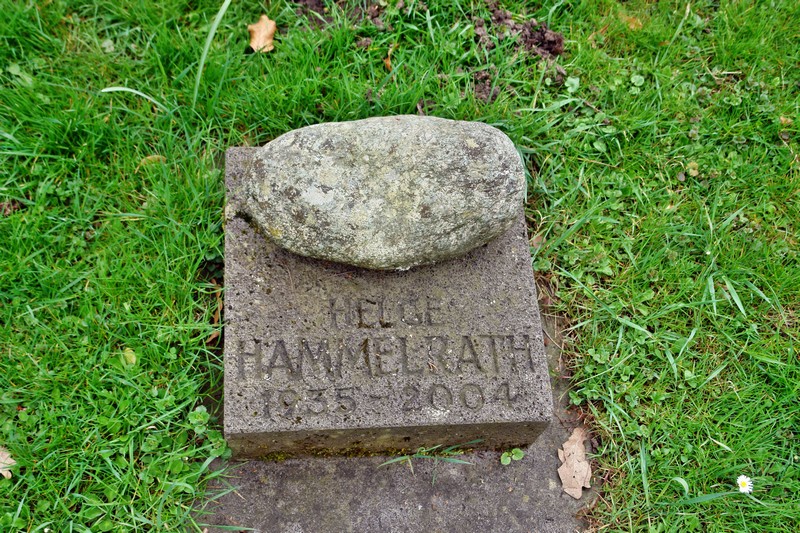 HELGE
HAMMELRATH
1935 - 2004